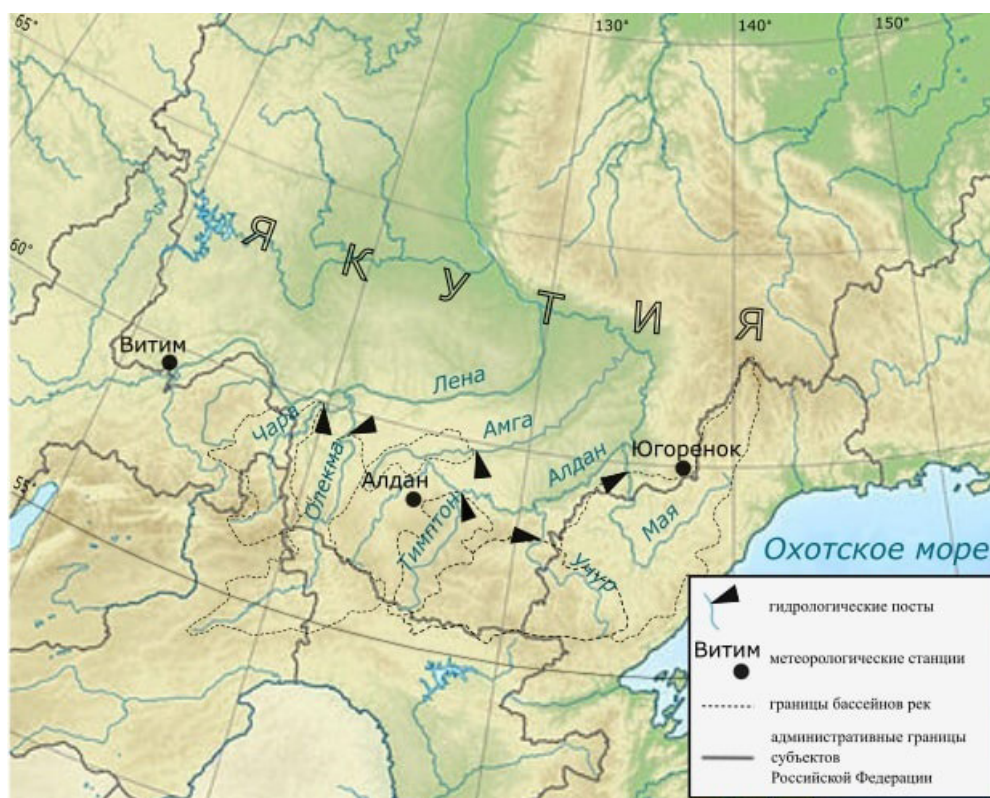 65°
130°
140°
150°
60°
ЯКУТИЯ
Витим
Лена
Чара
Амга
Олекма
Алдан
Алдан
Югоренок
55°
Тимптон
Мая
Учур
Охотское море
гидрологические посты
Витим
метеорологические станции
границы бассейнов рек
административные границы
субъектов
Российской Федерации